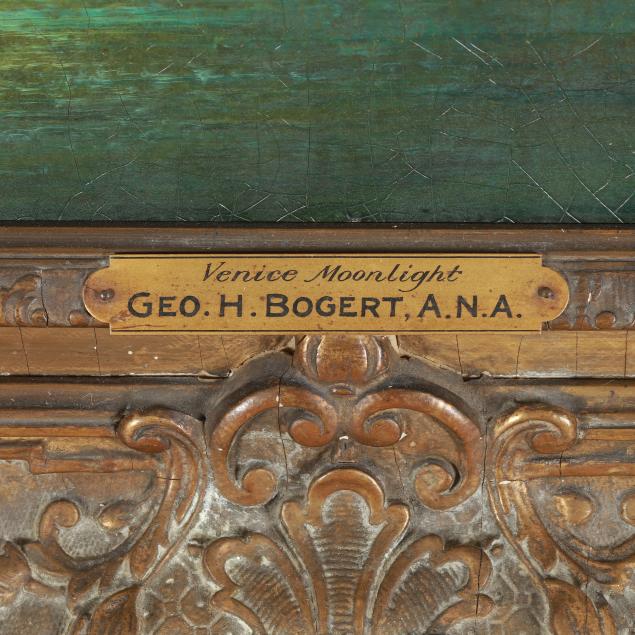 Venice Moonlight
GEO. H. BOGERT, A.N.A.